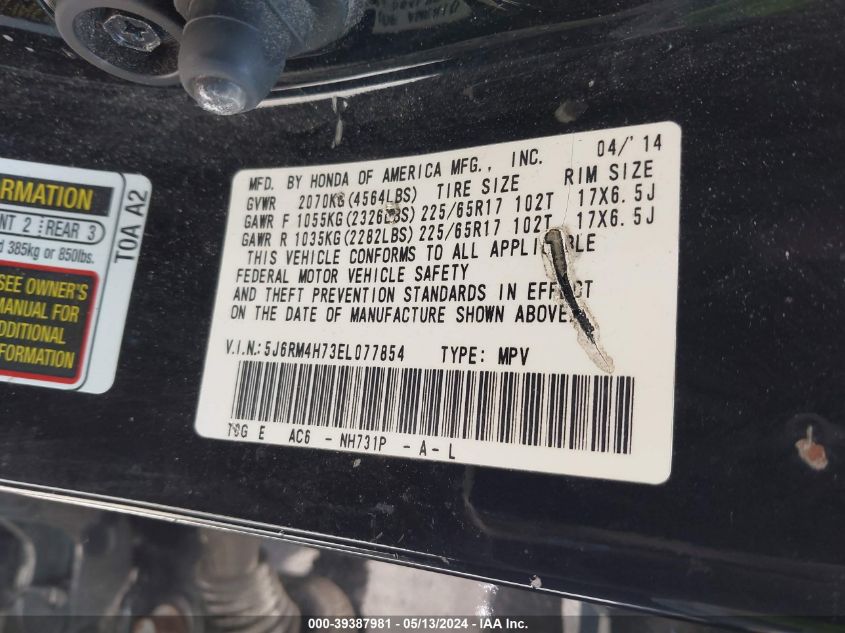 RMATION
NT 2 REAR 3
d 385kg or 850lbs.
SEE OWNER'S
MANUAL FOR
DDITIONAL
FORMATION
T0A A2
04/'14
MFD. BY HONDA OF AMERICA MFG., INC.
GVWR 2070KG(4564LBS) TIRE SIZE RIM SIZE
GAWR F 1055KG(2326LBS) 225/65R17 102T 17X6.5J
GAWR R 1035KG(2282LBS) 225/65R17 102T 17X6.5J
THIS VEHICLE CONFORMS TO ALL APPLICABLE
FEDERAL MOTOR VEHICLE SAFETY
AND THEFT PREVENTION STANDARDS IN EFFECT
ON THE DATE OF MANUFACTURE SHOWN ABOVE.
V.I.N.:5J6RM4H73EL077854 TYPE: MPV
T0G E AC6 - NH731P - A - L
000-39387981 - 05/13/2024 - IAA Inc.